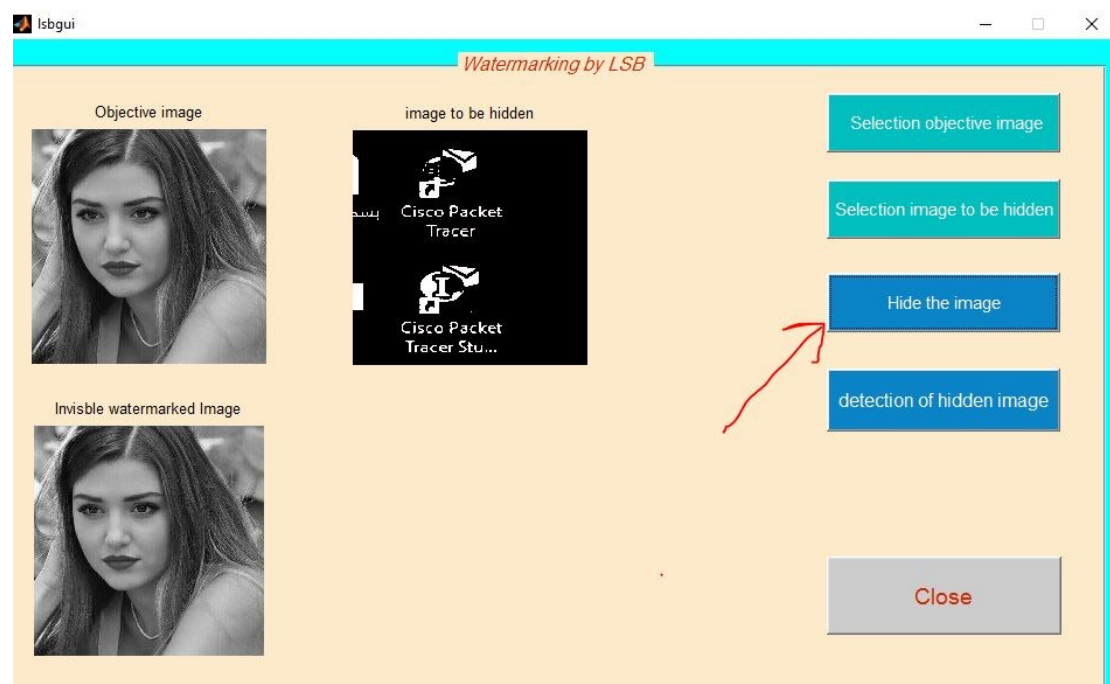 lsbgui
Watermarking by LSB
Objective image
image to be hidden
Selection objective image
Cisco Packet
Tracer
Selection image to be hidden
Hide the image
Cisco Packet
Tracer Stu...
detection of hidden image
Invisble watermarked Image
Close